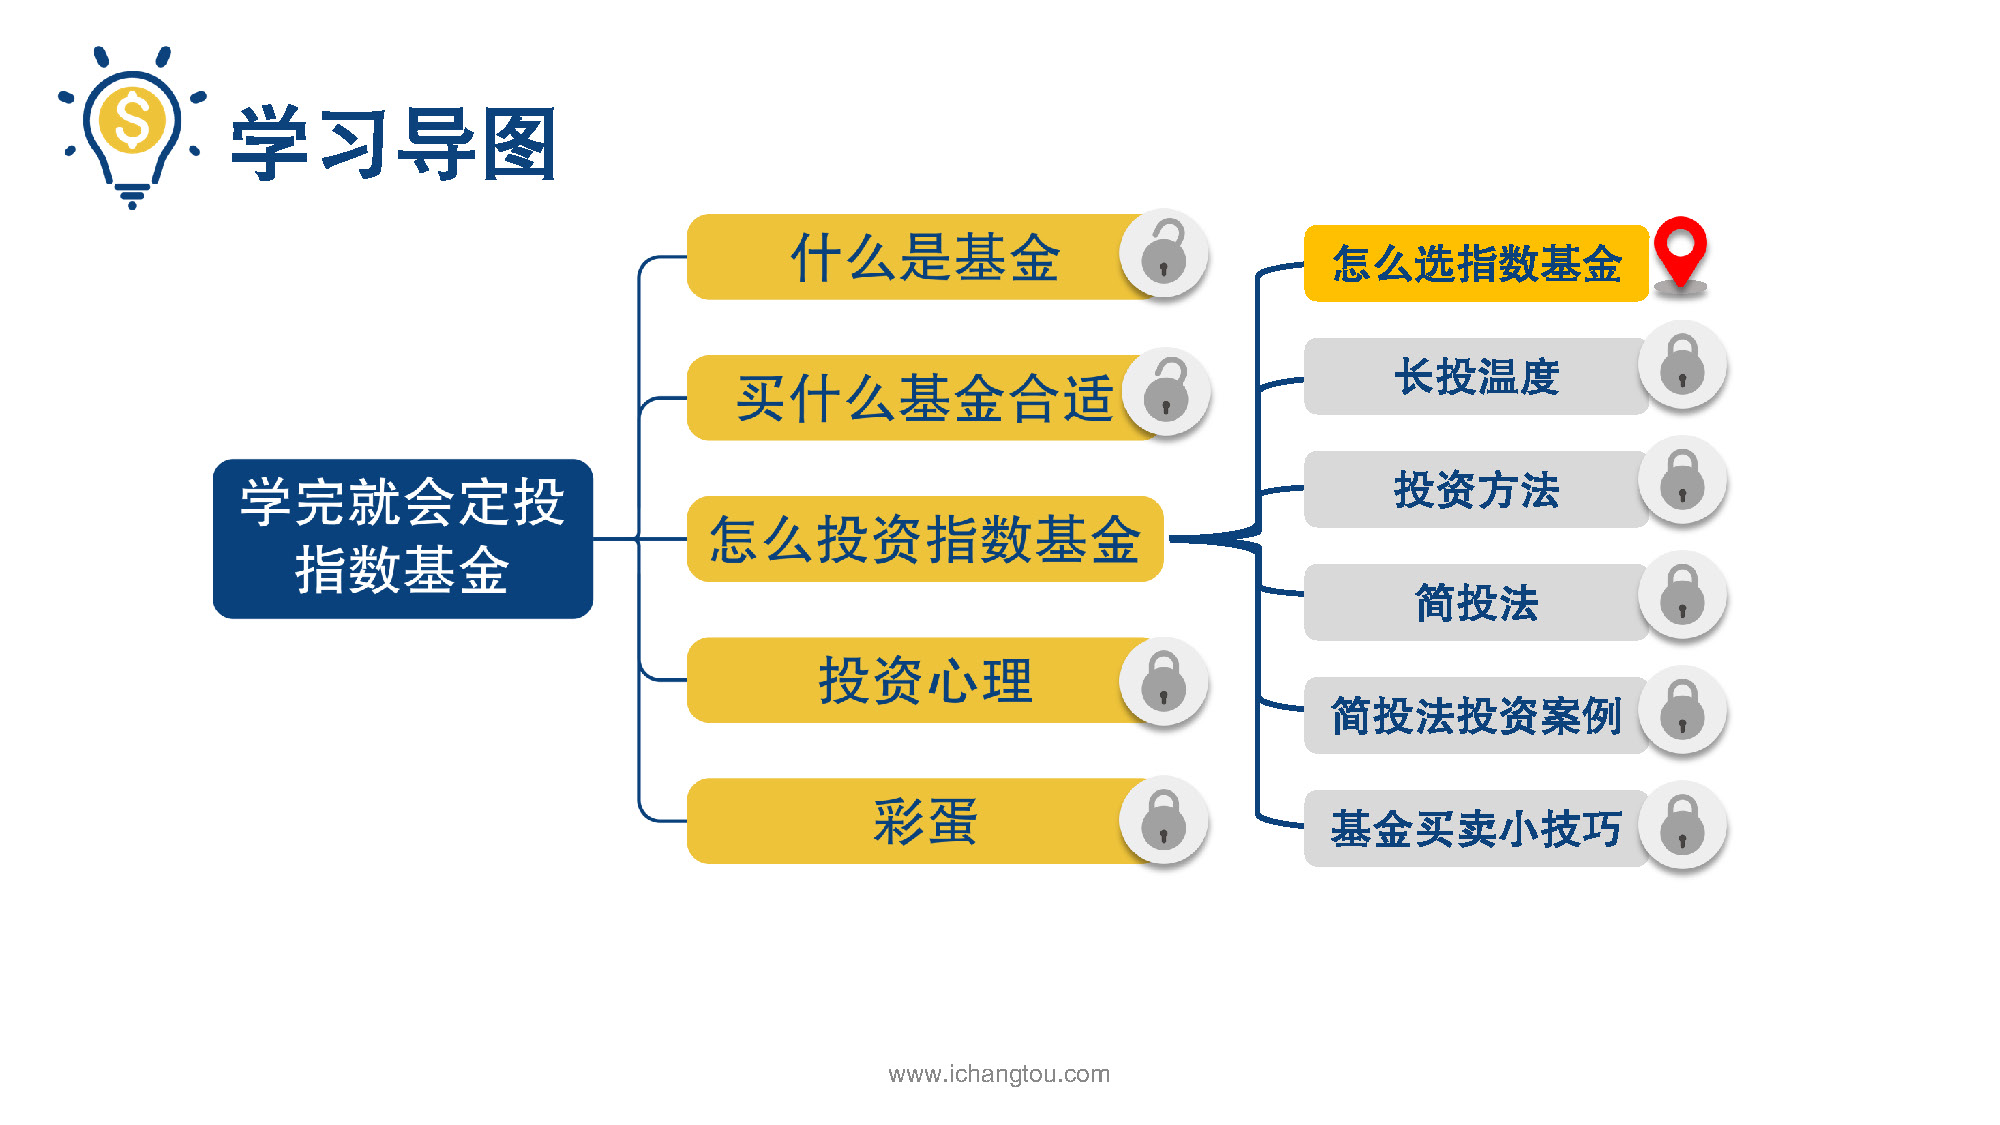 学习导图
学完就会定投
指数基金
什么是基金
买什么基金合适
怎么投资指数基金
投资心理
彩蛋
怎么选指数基金
长投温度
投资方法
简投法
简投法投资案例
基金买卖小技巧
www.ichangtou.com